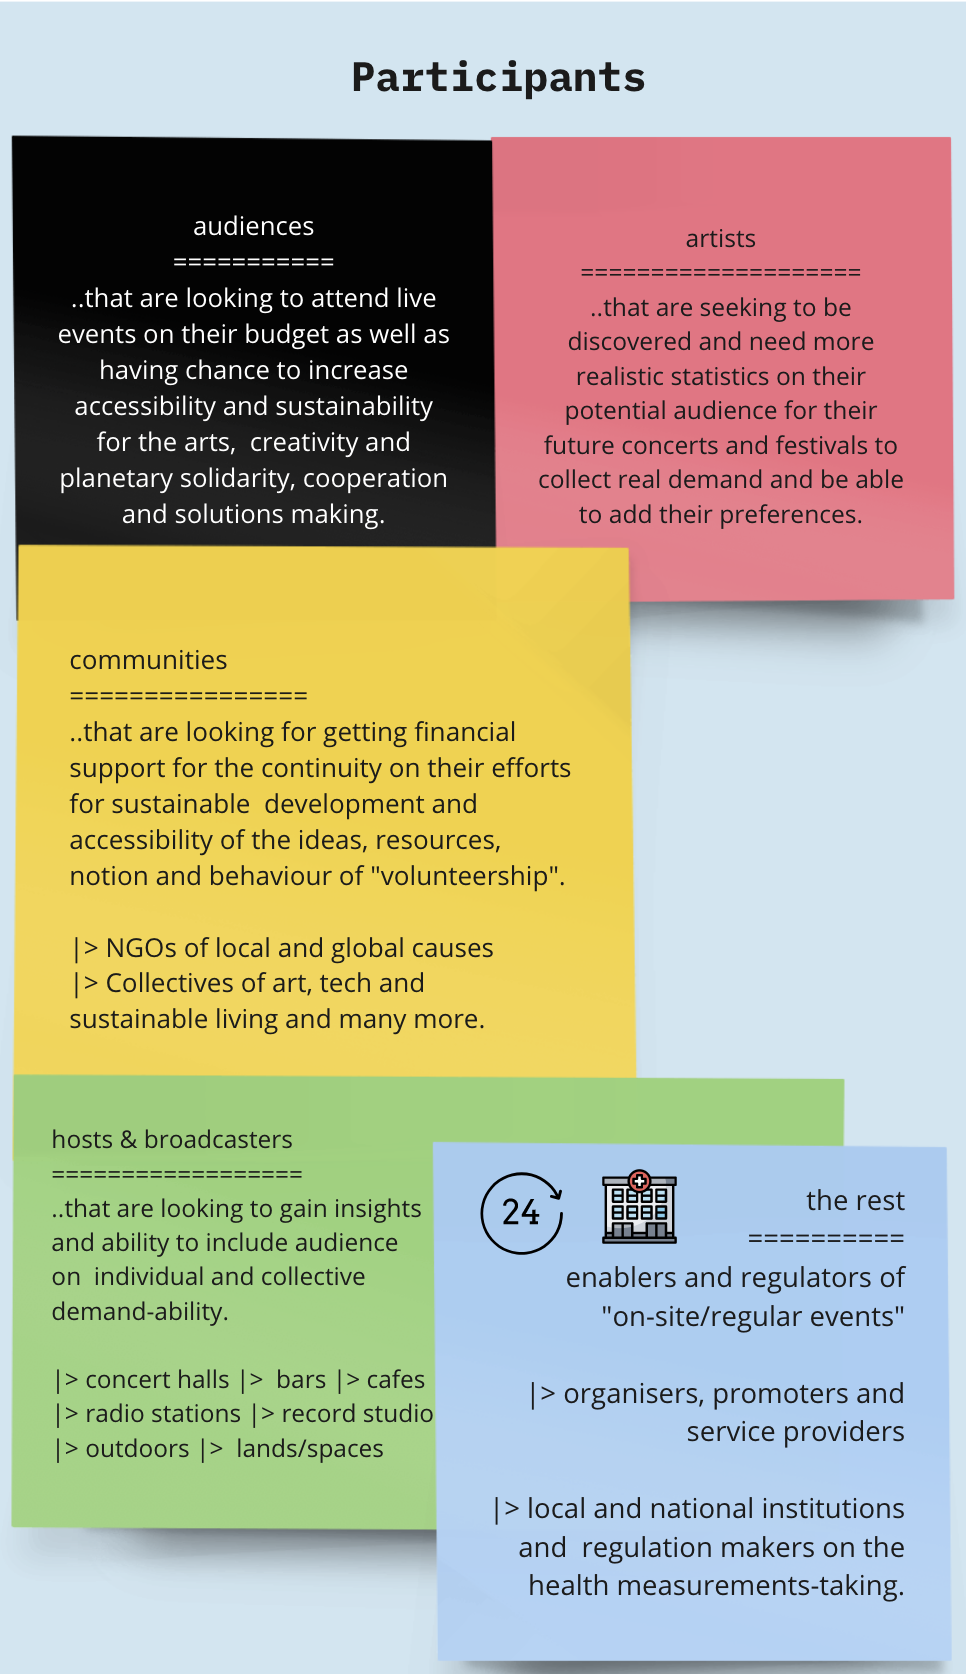 Participants
audiences
===========
..that are looking to attend live
events on their budget as well as
having chance to increase
accessibility and sustainability
for the arts,  creativity and
planetary solidarity, cooperation
and solutions making.
artists
====================
..that are seeking to be
discovered and need more
realistic statistics on their
potential audience for their
future concerts and festivals to
collect real demand and be able
to add their preferences.
communities
================
..that are looking for getting financial
support for the continuity on their efforts
for sustainable  development and
accessibility of the ideas, resources,
notion and behaviour of "volunteership".
|> NGOs of local and global causes
|> Collectives of art, tech and
sustainable living and many more.
hosts & broadcasters
==================
..that are looking to gain insights
and ability to include audience
on  individual and collective
demand-ability.
|> concert halls |>  bars |> cafes
|> radio stations |> record studio
|> outdoors |>  lands/spaces
24
the rest
==========
enablers and regulators of
"on-site/regular events"
|> organisers, promoters and
service providers
|> local and national institutions
and  regulation makers on the
health measurements-taking.